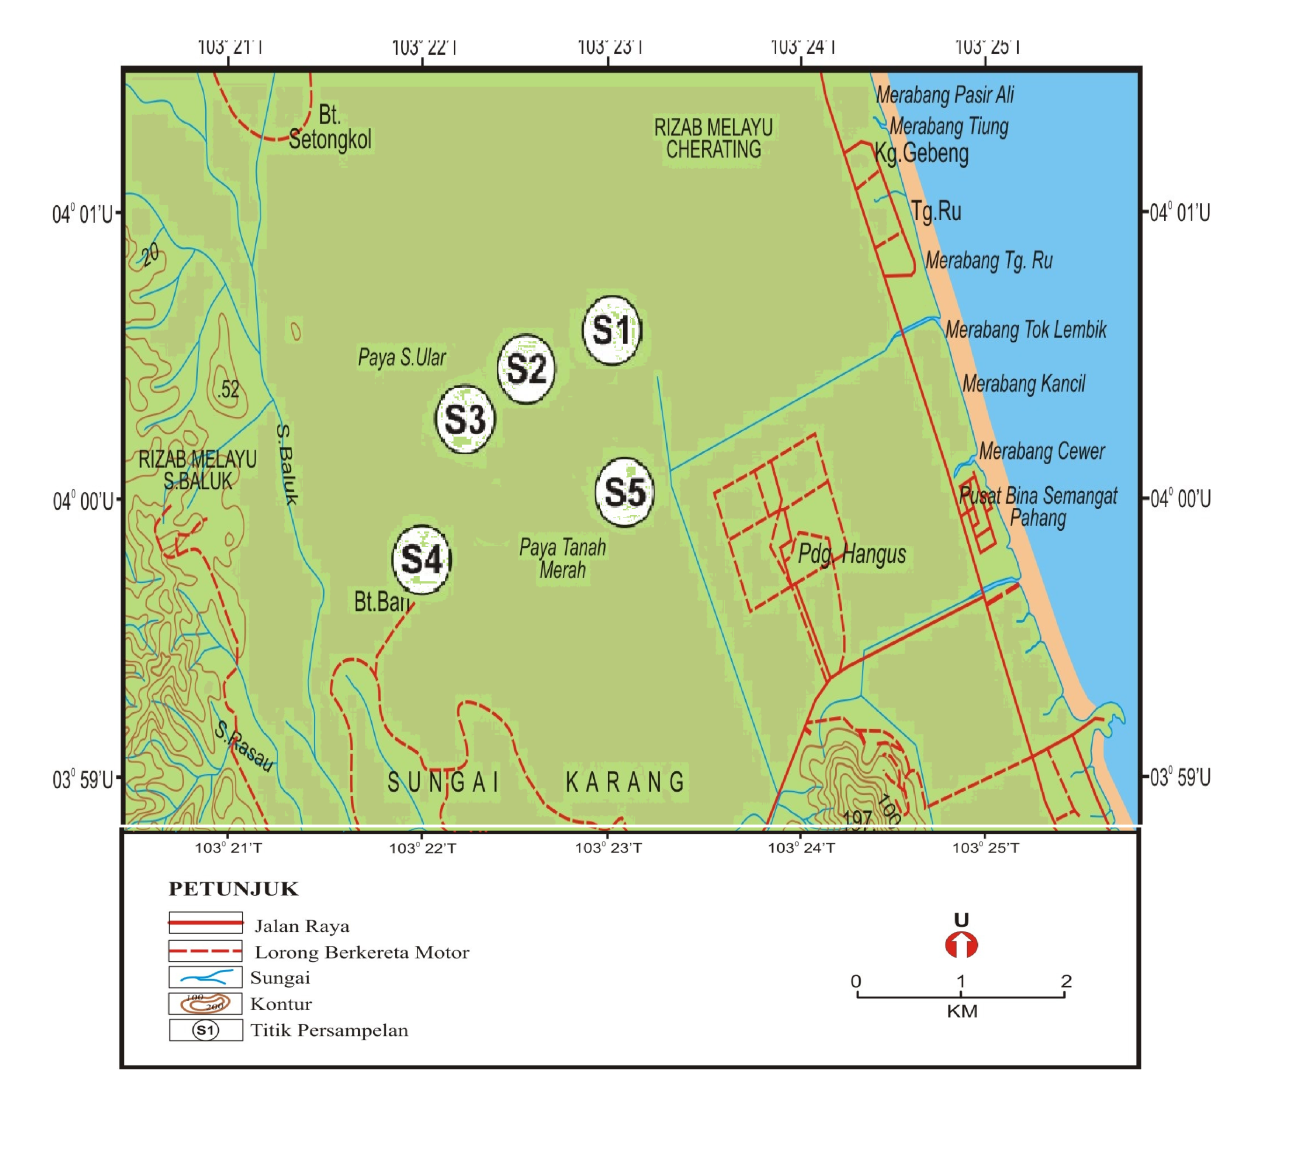 103° 21'T 103° 22'T 103° 23'T 103° 24'T 103° 25'T
Merabang Pasir Ali
Bt.
Setongkol
RIZAB MELAYU
CHERATING
Merabang Tiung
Kg.Gebeng
04° 01'U
Tg.Ru
04° 01'U
20
Merabang Tg. Ru
S1
Merabang Tok Lembik
Paya S.Ular
S2
.52
Merabang Kancil
S3
S.Baluk
RIZAB MELAYU
S.BALUK
Merabang Cewer
04° 00'U
S5
Pusat Bina Semangat
Pahang
04° 00'U
S4
Paya Tanah
Merah
Pdg. Hangus
S.Rasau
03° 59'U
SUNGAI KARANG
03° 59'U
100
197
103° 21'T 103° 22'T 103° 23'T 103° 24'T 103° 25'T
PETUNJUK
Jalan Raya
Lorong Berkereta Motor
Sungai
100
200
Kontur
S1
Titik Persampelan
U
0 1 2
KM